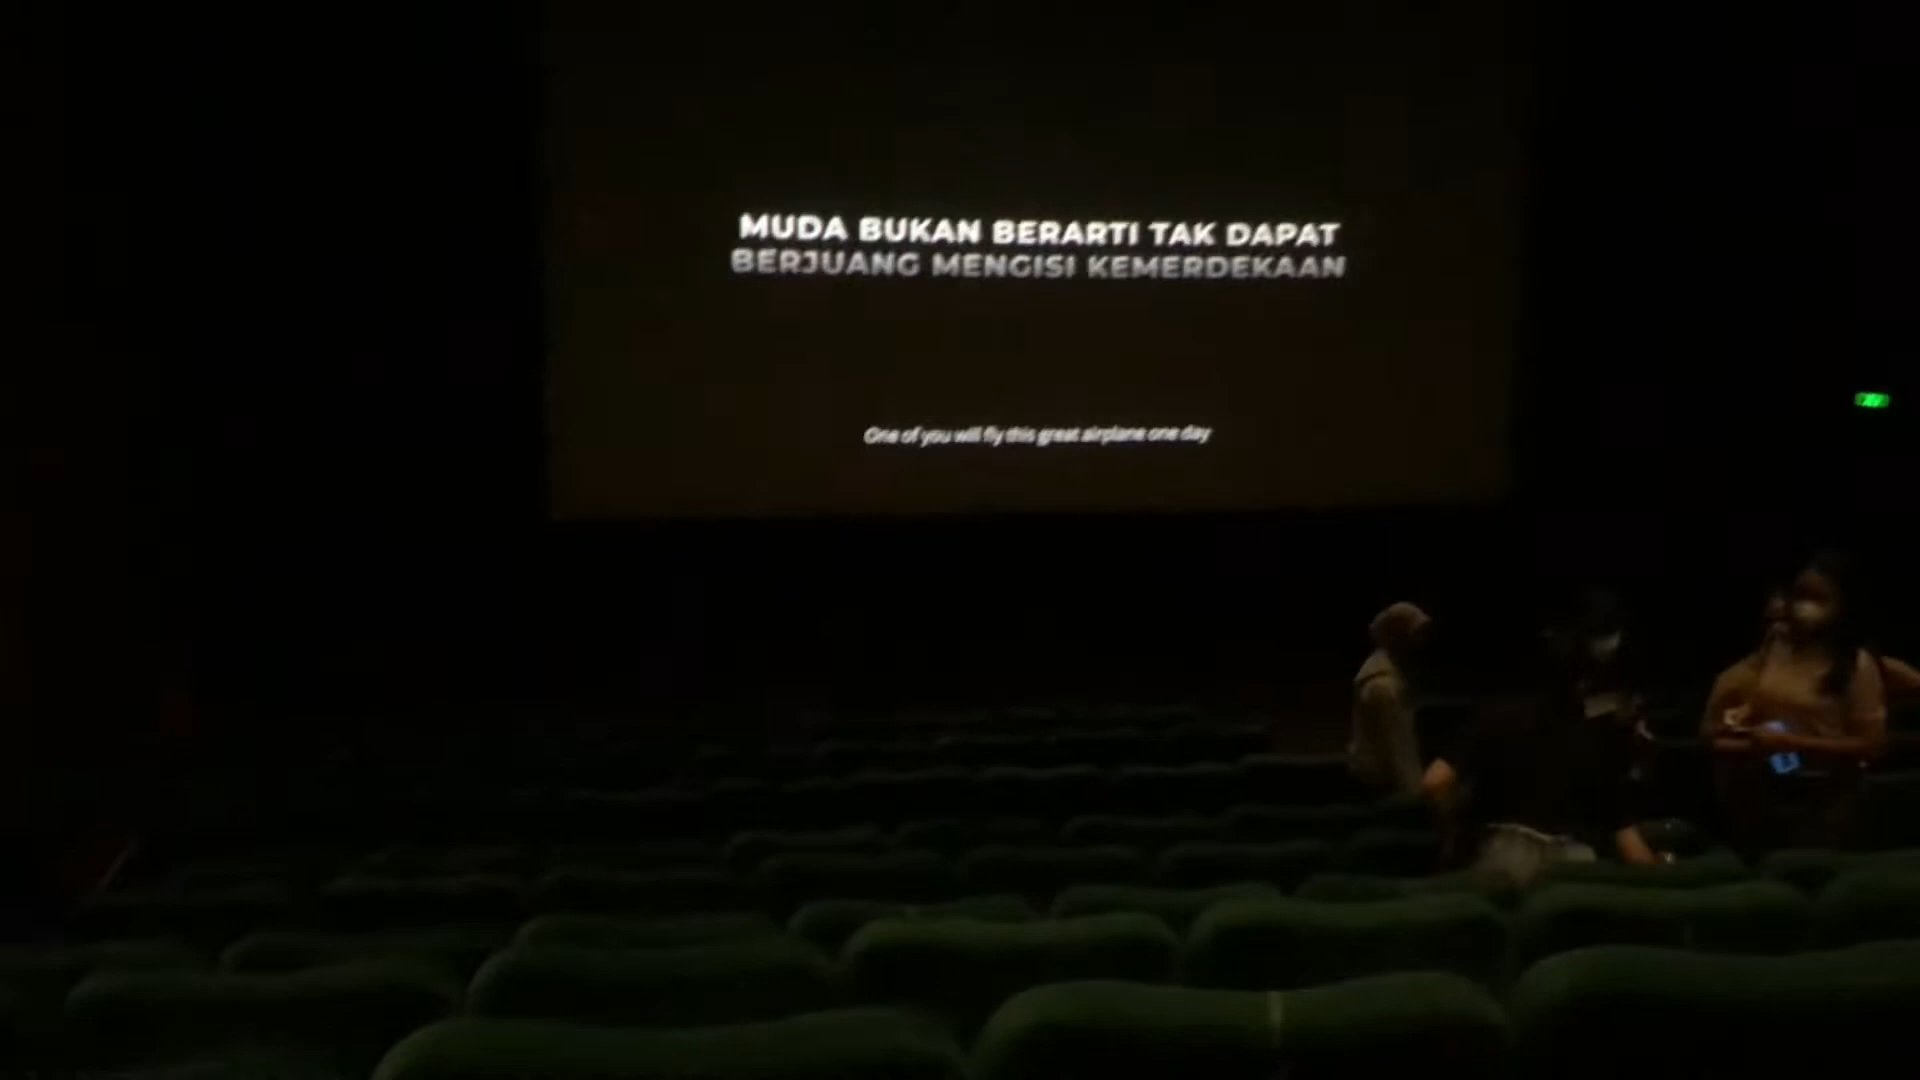 MUDA BUKAN BERARTI TAK DAPAT
BERJUANG MENGISI KEMERDEKAAN
One of you will fly this great airplane one day